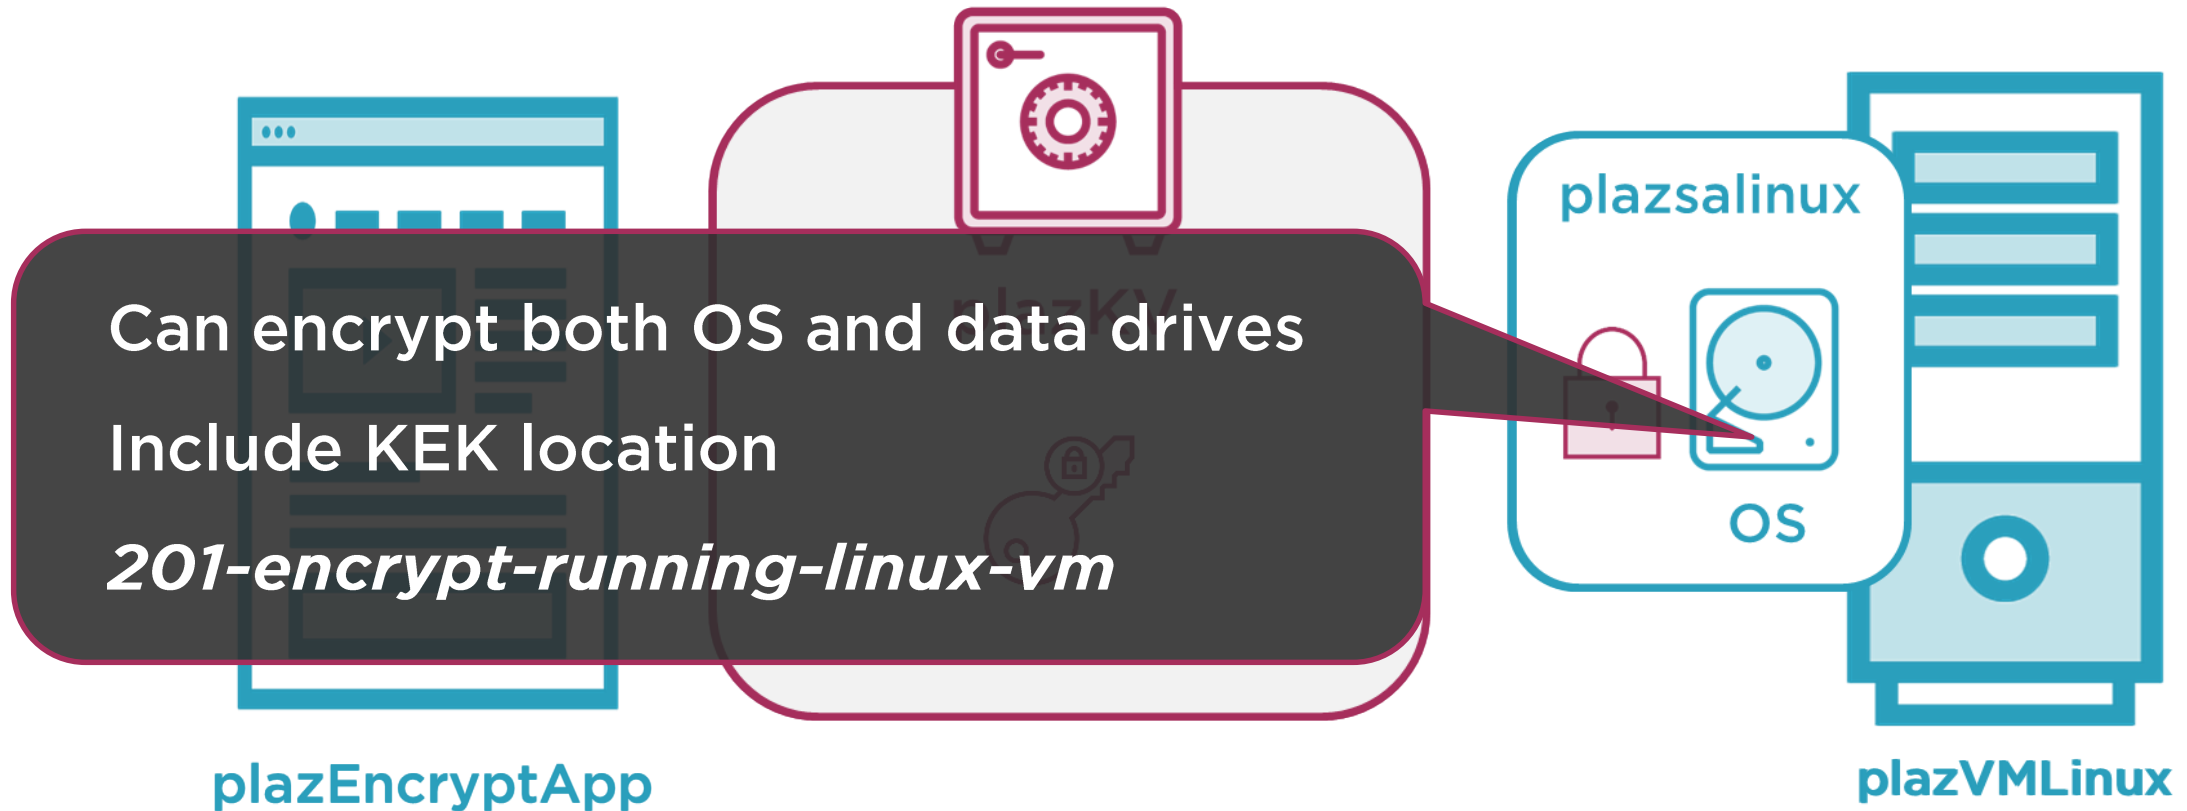 plazsalinux
plazKV
Can encrypt both OS and data drives
Include KEK location
201-encrypt-running-linux-vm
OS
plazEncryptApp
plazVMLinux